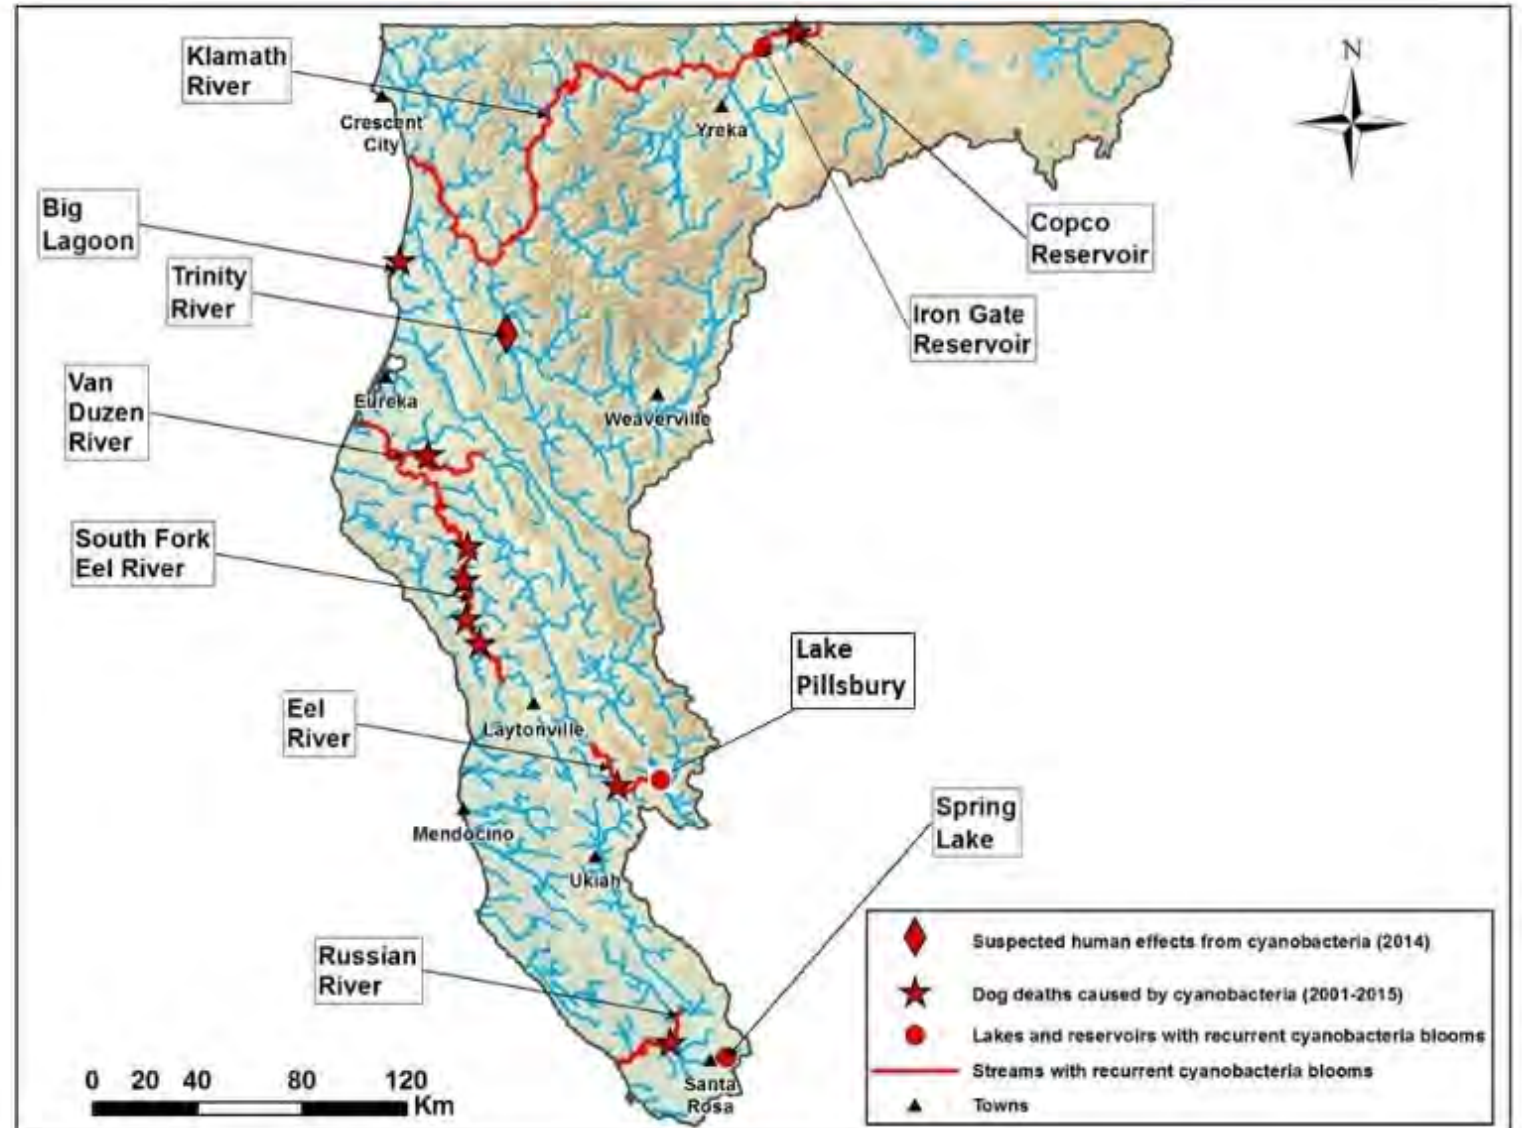 Klamath
River
N
Crescent
City
Yreka
Big
Lagoon
Copco
Reservoir
Trinity
River
Iron Gate
Reservoir
Van
Duzen
River
Eureka
Weaverville
South Fork
Eel River
Lake
Pillsbury
Eel
River
Laytonville
Spring
Lake
Mendocino
Ukiah
Russian
River
Santa
Rosa
Suspected human effects from cyanobacteria (2014)
Dog deaths caused by cyanobacteria (2001-2015)
Lakes and reservoirs with recurrent cyanobacteria blooms
Streams with recurrent cyanobacteria blooms
Towns
0 20 40 80 120
Km